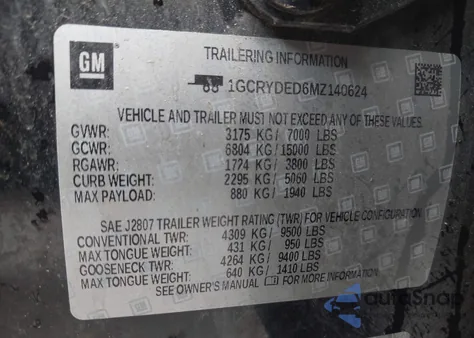 GM
TRAILERING INFORMATION
1GCRYDED6MZ140624
VEHICLE AND TRAILER MUST NOT EXCEED ANY OF THESE VALUES
GVWR: 3175 KG / 7000 LBS
GCWR: 6804 KG / 15000 LBS
RGAWR: 1724 KG / 3800 LBS
CURB WEIGHT: 2295 KG / 5060 LBS
MAX PAYLOAD: 880 KG / 1940 LBS
SAE J2807 TRAILER WEIGHT RATING (TWR) FOR VEHICLE CONFIGURATION
CONVENTIONAL TWR: 4309 KG / 9500 LBS
MAX TONGUE WEIGHT: 431 KG / 950 LBS
GOOSENECK TWR: 4264 KG / 9400 LBS
MAX TONGUE WEIGHT: 640 KG / 1410 LBS
SEE OWNER'S MANUAL FOR MORE INFORMATION
autoSnap